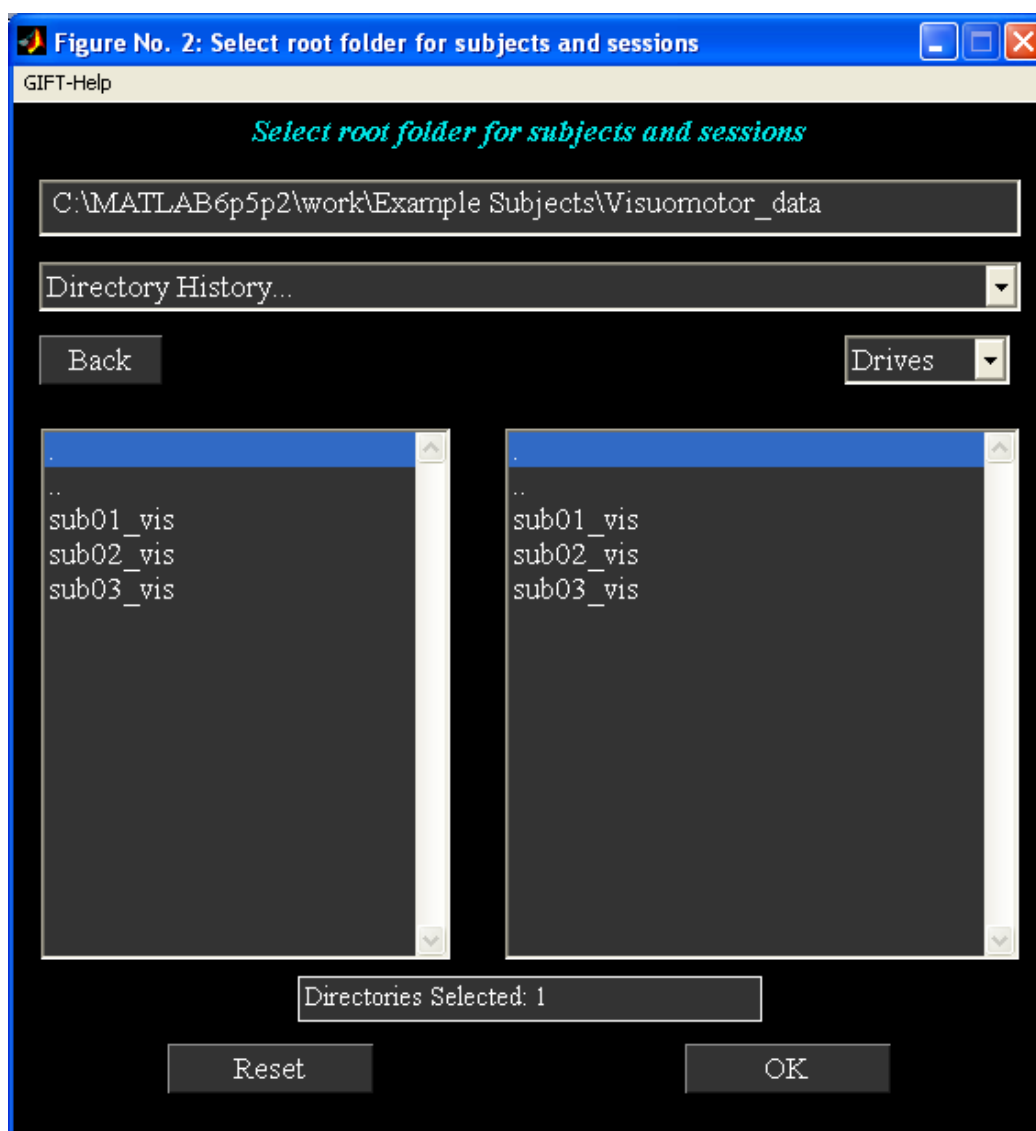 Figure No. 2: Select root folder for subjects and sessions
GIFT-Help
Select root folder for subjects and sessions
C:\MATLAB6p5p2\work\Example Subjects\Visuomotor_data
Directory History...
Back
Drives
.
..
sub01_vis
sub02_vis
sub03_vis
.
..
sub01_vis
sub02_vis
sub03_vis
Directories Selected: 1
Reset
OK